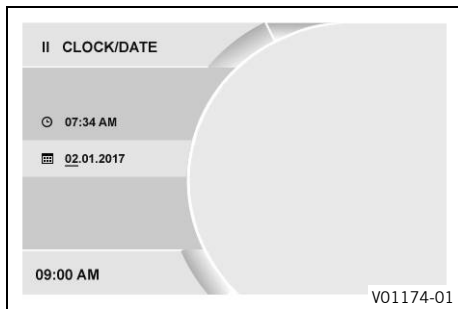 II CLOCK/DATE
07:34 AM
02.01.2017
09:00 AM
V01174-01